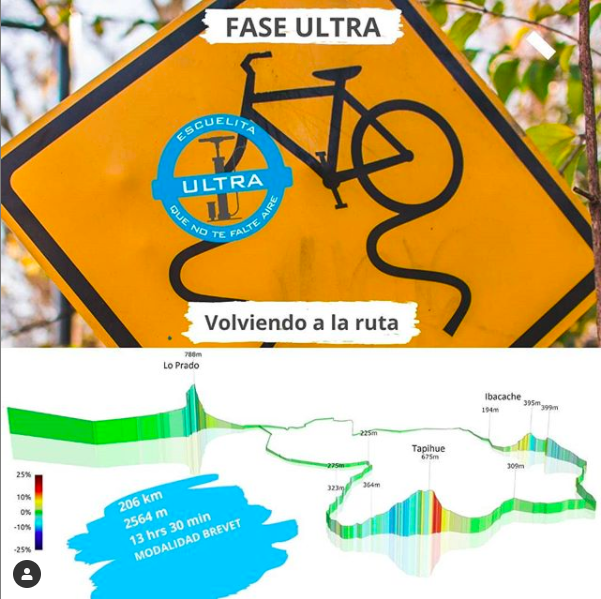 FASE ULTRA
ESCUELITA
ULTRA
QUE NO TE FALTE AIRE
Volviendo a la ruta
788m
Lo Prado
Ibacache
395m
399m
194m
225m
Tapihue
675m
275m
309m
364m
323m
25%
10%
0%
-10%
-25%
206 km
2564 m
13 hrs 30 min
MODALIDAD BREVET